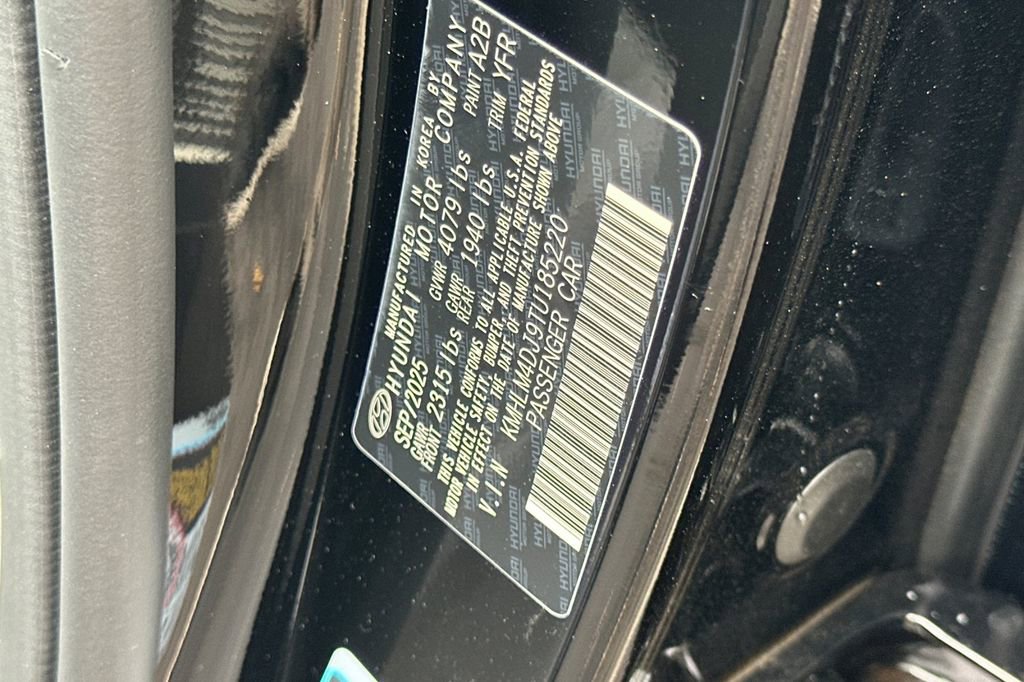 MANUFACTURED IN KOREA BY
HYUNDAI MOTOR COMPANY
SEP/2025 GVWR 4079 lbs PAINT A2B
GAWR FRONT 2315 lbs GAWR REAR 1940 lbs TRIM YFR
THIS VEHICLE CONFORMS TO ALL APPLICABLE U.S.A. FEDERAL
MOTOR VEHICLE SAFETY, BUMPER, AND THEFT PREVENTION STANDARDS
IN EFFECT ON THE DATE OF MANUFACTURE SHOWN ABOVE
V.I.N KMHLM4DJ9TU185220
PASSENGER CAR